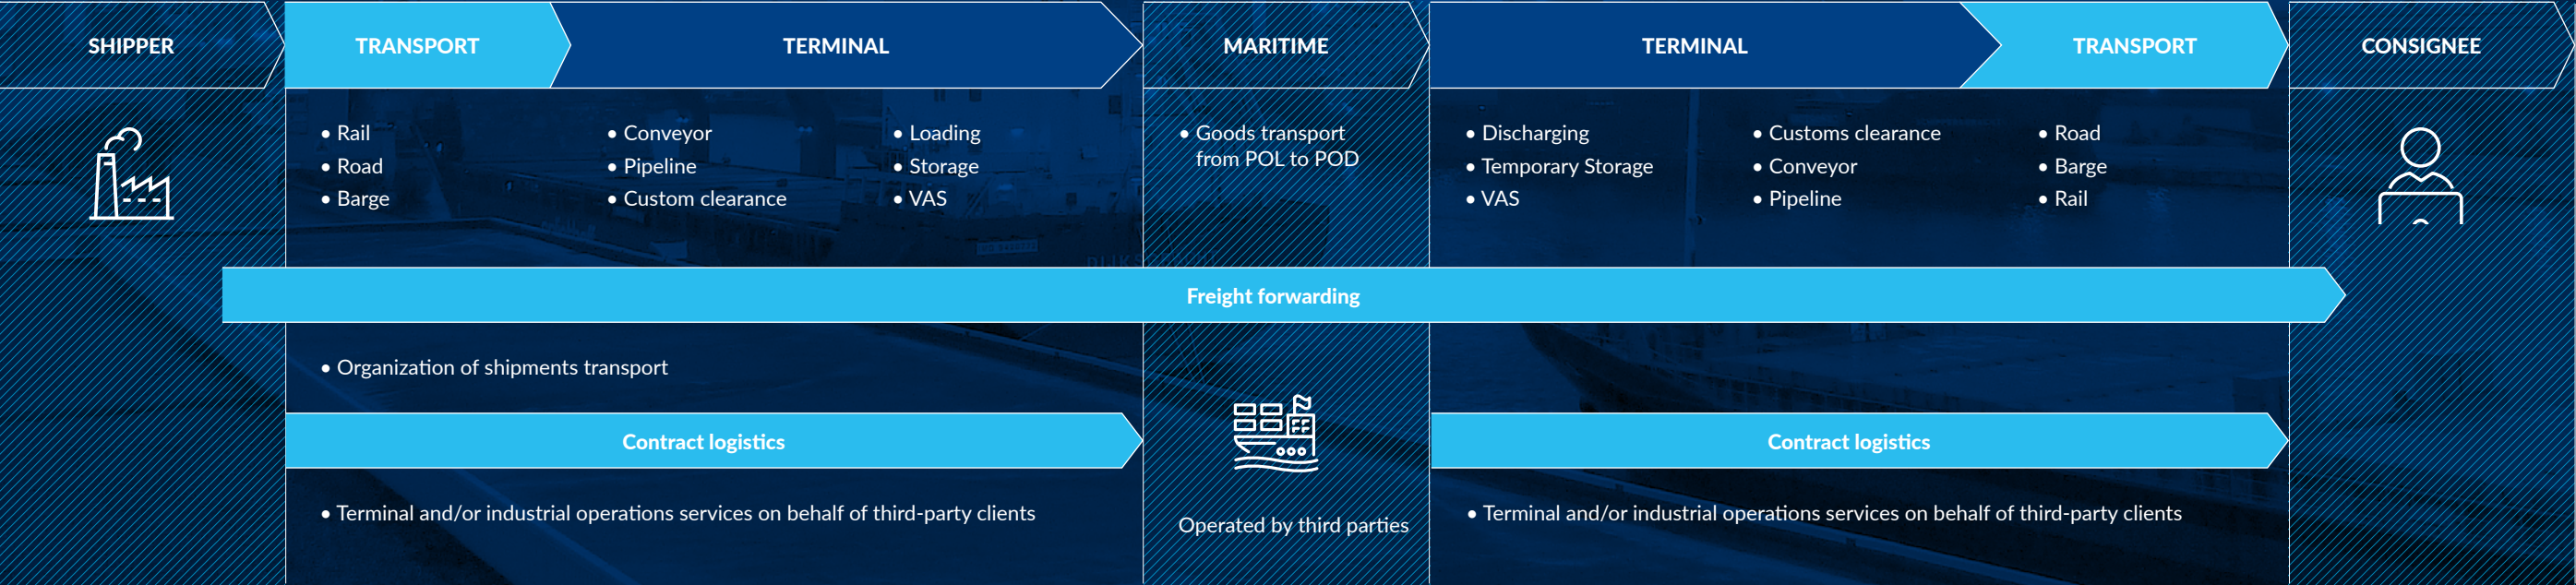 SHIPPER
TRANSPORT
TERMINAL
MARITIME
TERMINAL
TRANSPORT
CONSIGNEE
• Rail
• Road
• Barge
• Conveyor
• Pipeline
• Custom clearance
• Loading
• Storage
• VAS
• Goods transport
from POL to POD
• Discharging
• Temporary Storage
• VAS
• Customs clearance
• Conveyor
• Pipeline
• Road
• Barge
• Rail
Freight forwarding
• Organization of shipments transport
Contract logistics
Contract logistics
• Terminal and/or industrial operations services on behalf of third-party clients
Operated by third parties
• Terminal and/or industrial operations services on behalf of third-party clients